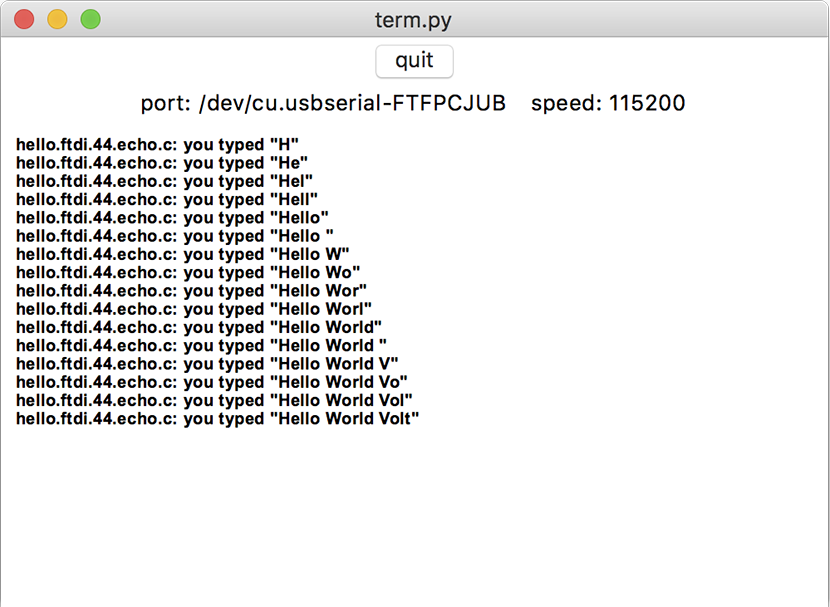 term.py
quit
port: /dev/cu.usbserial-FTFPCJUB speed: 115200
hello.ftdi.44.echo.c: you typed "H"
hello.ftdi.44.echo.c: you typed "He"
hello.ftdi.44.echo.c: you typed "Hel"
hello.ftdi.44.echo.c: you typed "Hell"
hello.ftdi.44.echo.c: you typed "Hello"
hello.ftdi.44.echo.c: you typed "Hello "
hello.ftdi.44.echo.c: you typed "Hello W"
hello.ftdi.44.echo.c: you typed "Hello Wo"
hello.ftdi.44.echo.c: you typed "Hello Wor"
hello.ftdi.44.echo.c: you typed "Hello Worl"
hello.ftdi.44.echo.c: you typed "Hello World"
hello.ftdi.44.echo.c: you typed "Hello World "
hello.ftdi.44.echo.c: you typed "Hello World V"
hello.ftdi.44.echo.c: you typed "Hello World Vo"
hello.ftdi.44.echo.c: you typed "Hello World Vol"
hello.ftdi.44.echo.c: you typed "Hello World Volt"